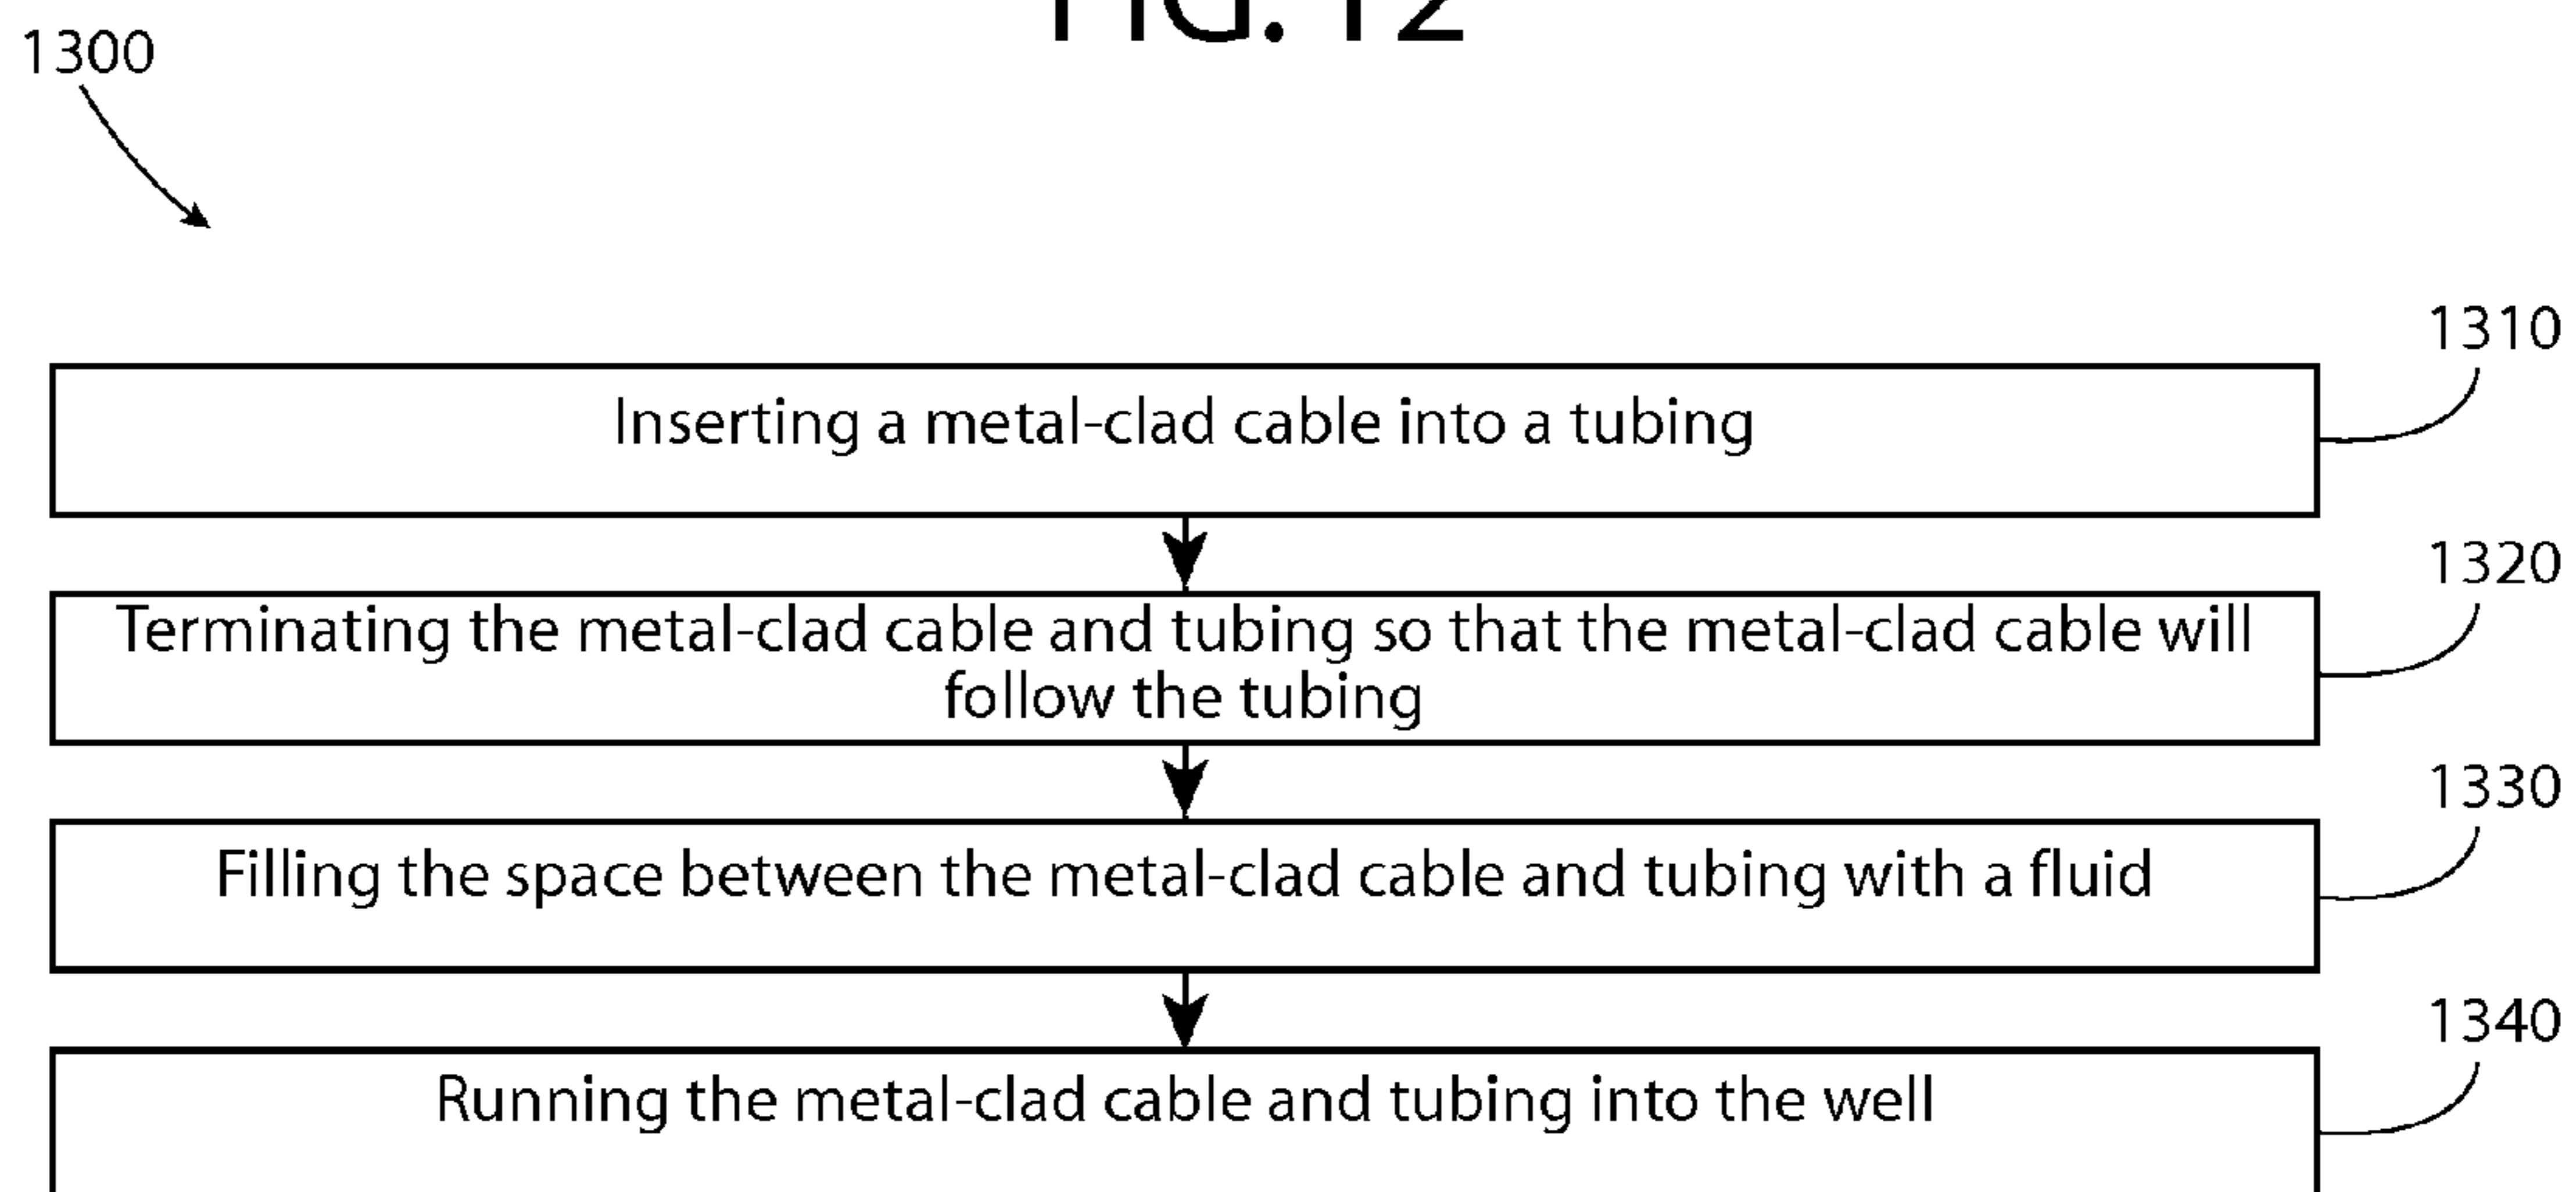 FIG. 12
1300
1310
Inserting a metal-clad cable into a tubing
1320
Terminating the metal-clad cable and tubing so that the metal-clad cable will
follow the tubing
1330
Filling the space between the metal-clad cable and tubing with a fluid
1340
Running the metal-clad cable and tubing into the well